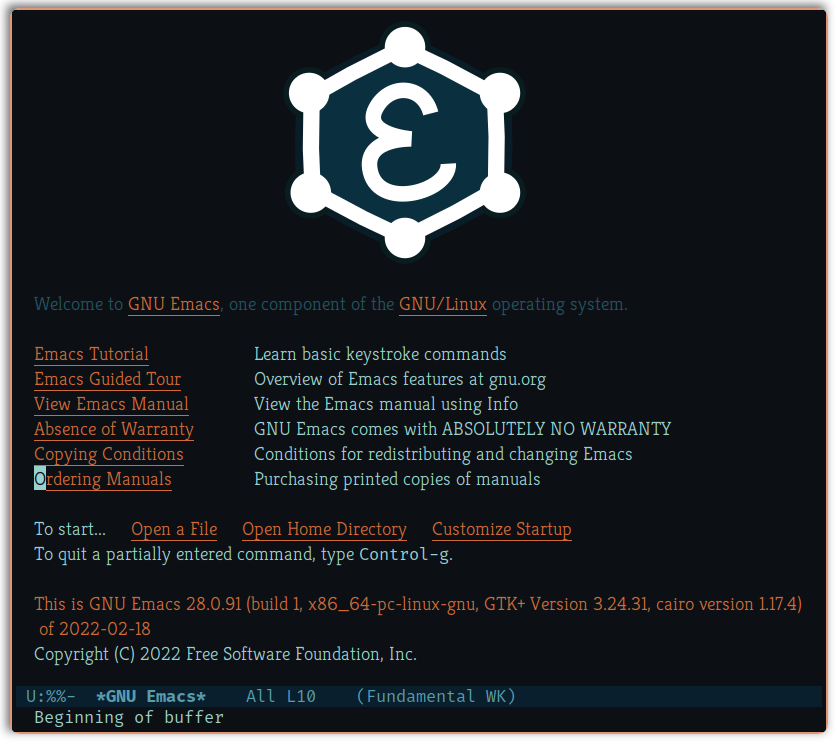 Welcome to GNU Emacs, one component of the GNU/Linux operating system.
Emacs Tutorial Learn basic keystroke commands
Emacs Guided Tour Overview of Emacs features at gnu.org
View Emacs Manual View the Emacs manual using Info
Absence of Warranty GNU Emacs comes with ABSOLUTELY NO WARRANTY
Copying Conditions Conditions for redistributing and changing Emacs
Ordering Manuals Purchasing printed copies of manuals
To start... Open a File Open Home Directory Customize Startup
To quit a partially entered command, type Control-g.
This is GNU Emacs 28.0.91 (build 1, x86_64-pc-linux-gnu, GTK+ Version 3.24.31, cairo version 1.17.4)
of 2022-02-18
Copyright (C) 2022 Free Software Foundation, Inc.
U:%%- *GNU Emacs* All L10 (Fundamental WK)
Beginning of buffer